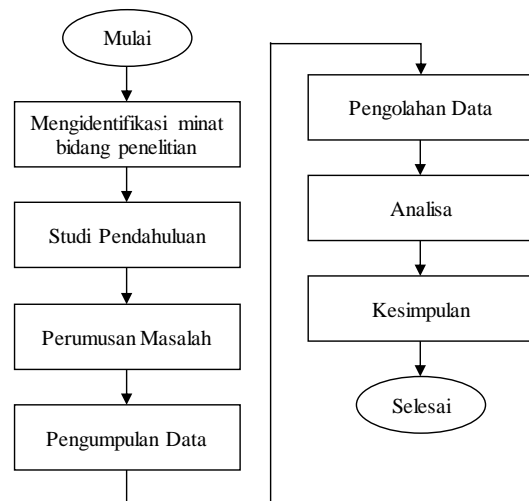 Mulai
Mengidentifikasi minat
bidang penelitian
Studi Pendahuluan
Perumusan Masalah
Pengumpulan Data
Pengolahan Data
Analisa
Kesimpulan
Selesai